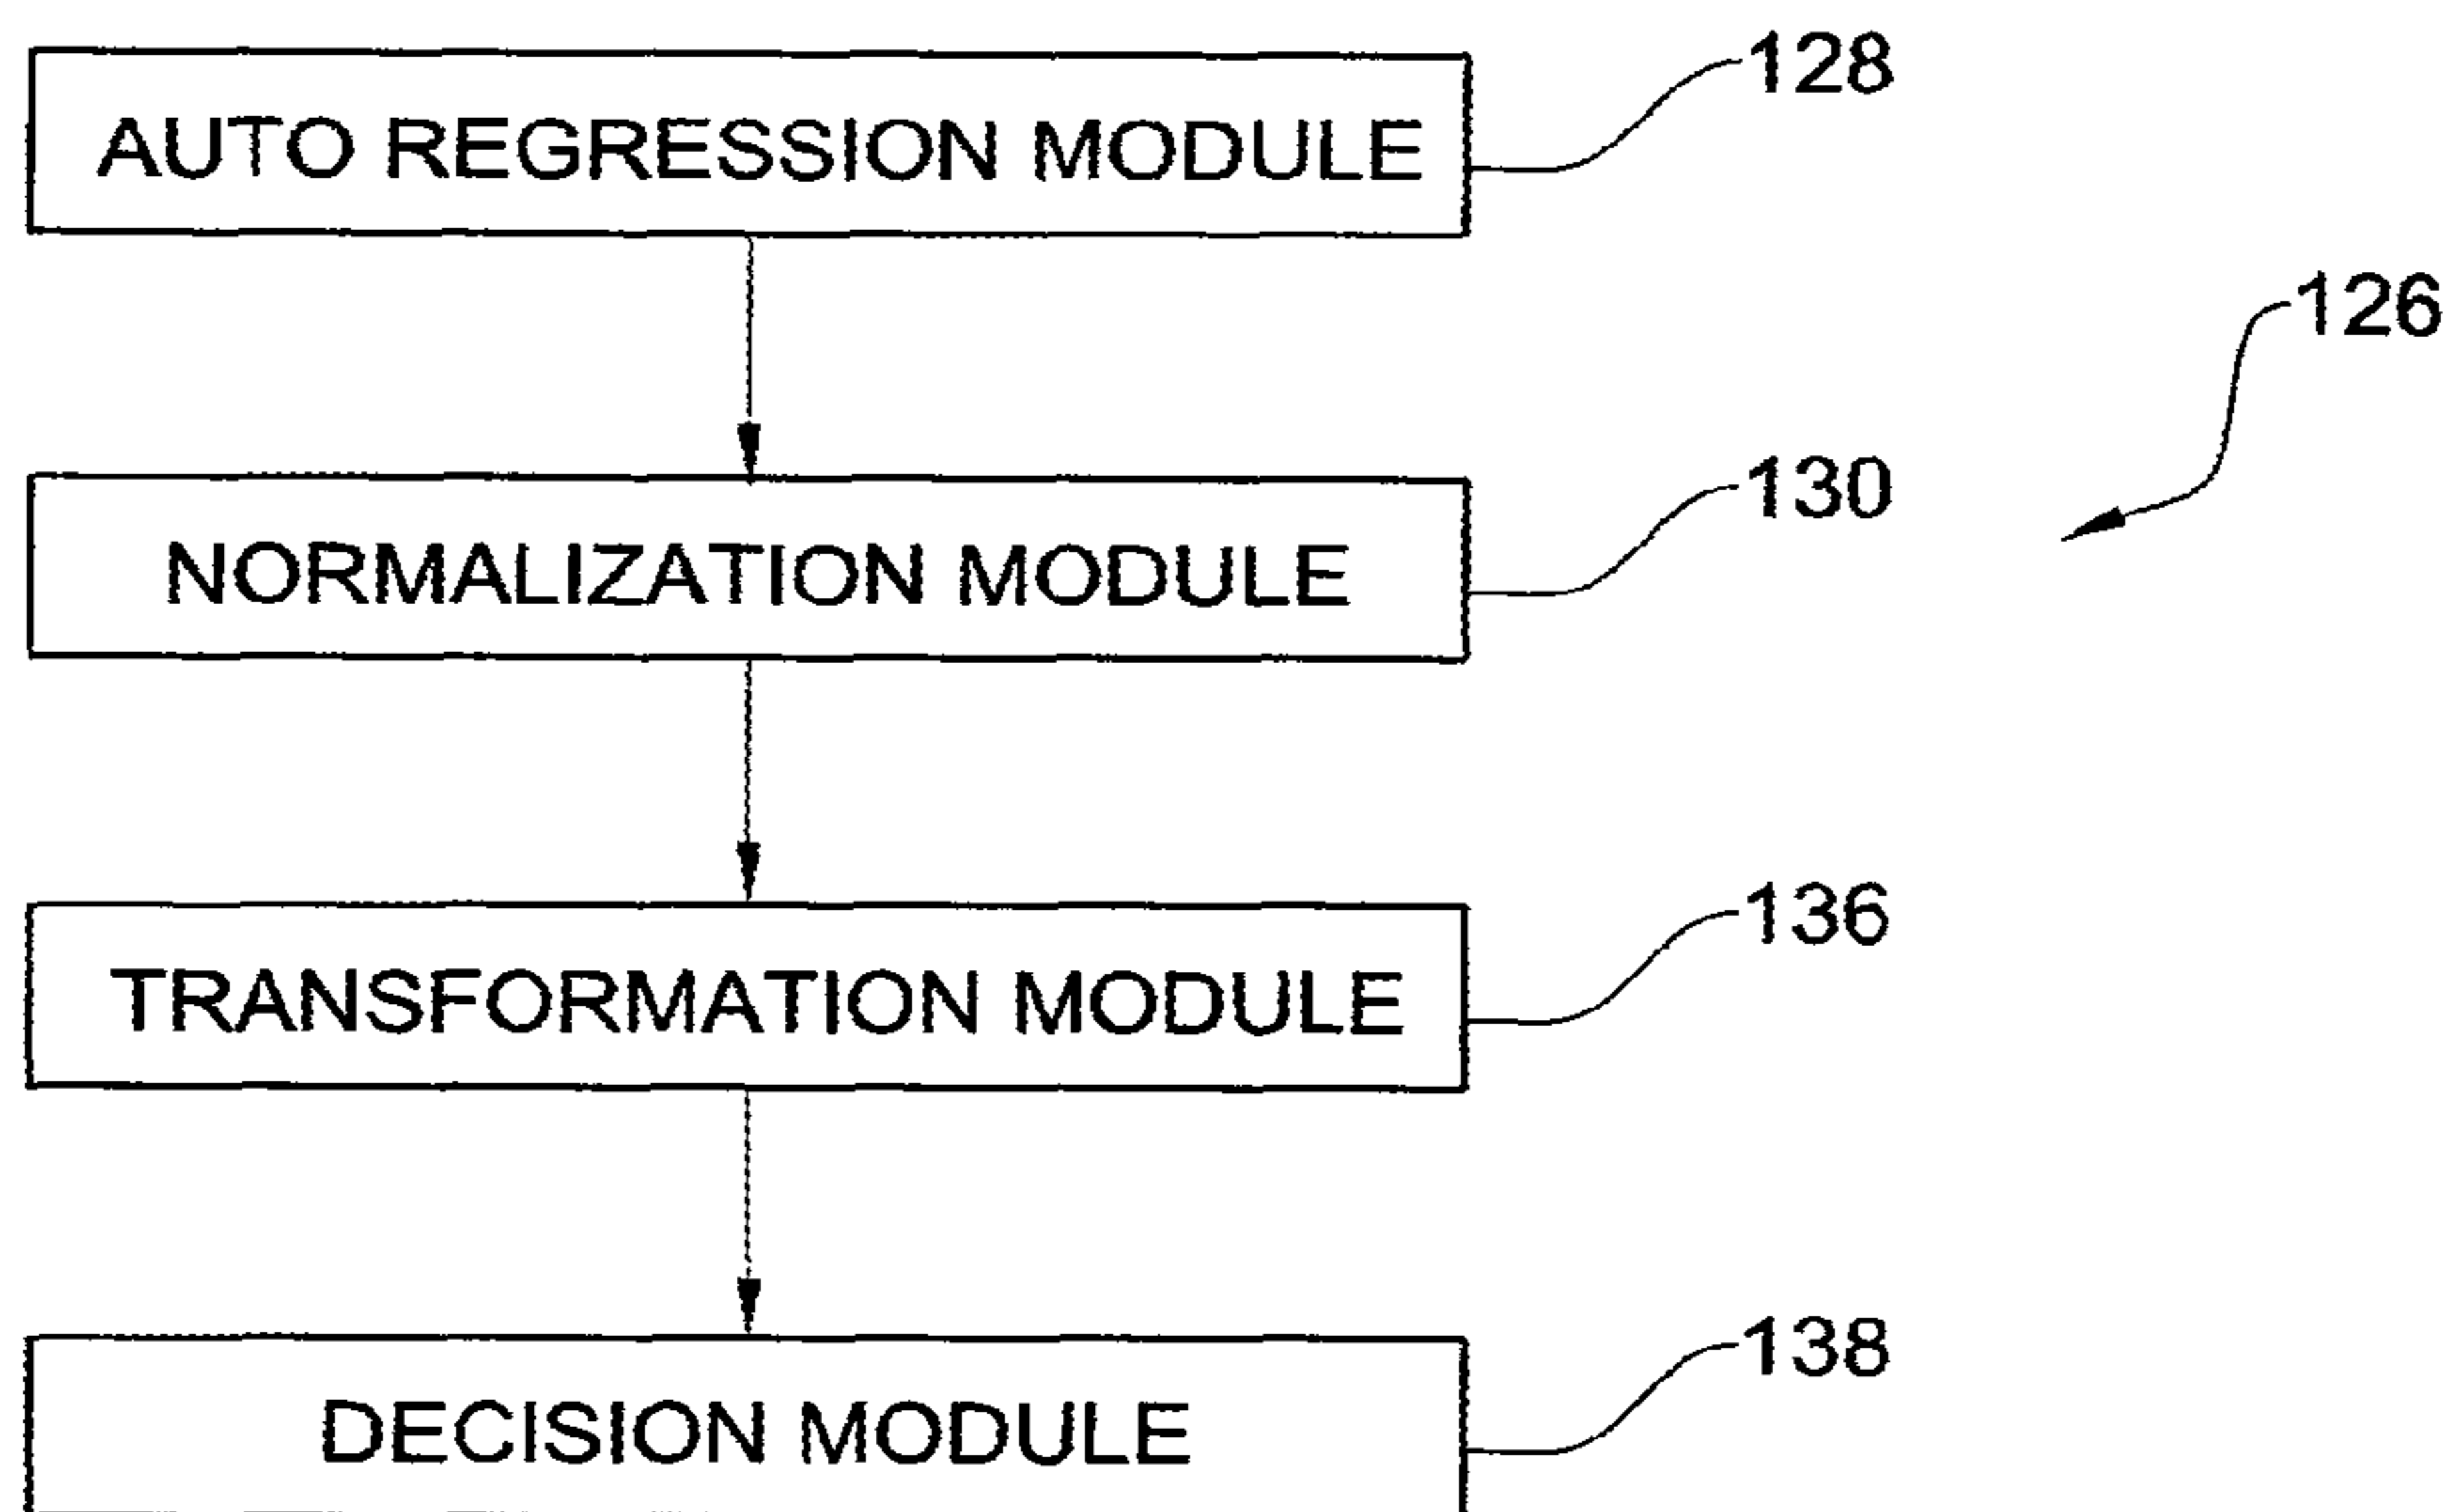 128
AUTO REGRESSION MODULE
126
130
NORMALIZATION MODULE
136
TRANSFORMATION MODULE
138
DECISION MODULE